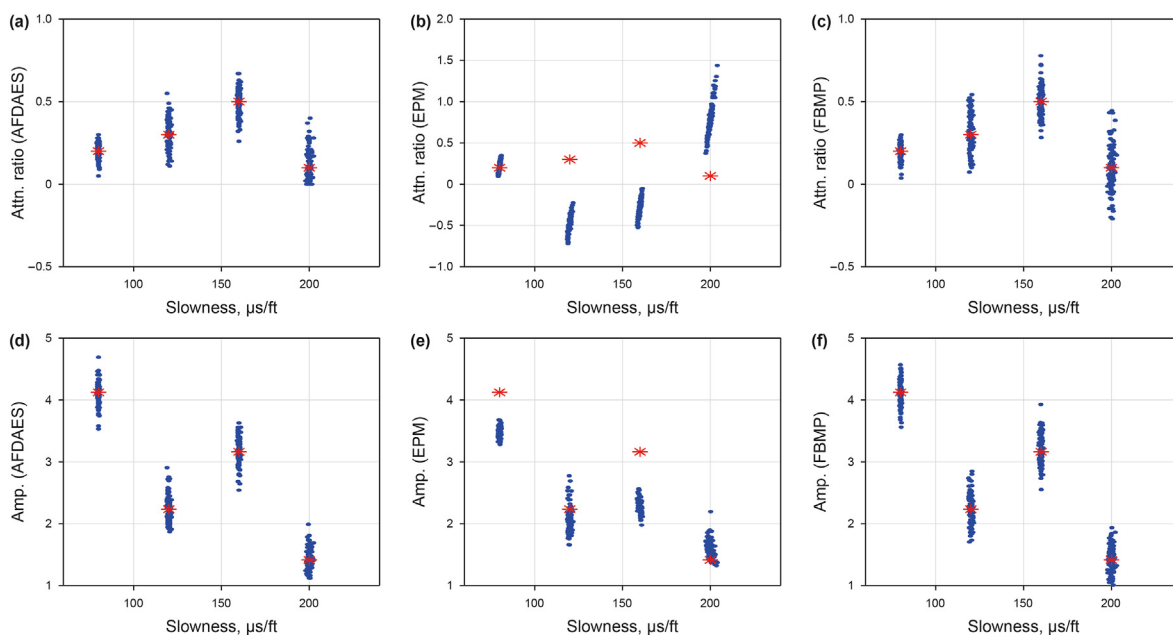 (a)
1.0
0.5
0
–0.5
Attn. ratio (AFDAES)
100
150
200
Slowness, μs/ft
(b)
2.0
1.5
1.0
0.5
0
–0.5
–1.0
Attn. ratio (EPM)
100
150
200
Slowness, μs/ft
(c)
1.0
0.5
0
–0.5
Attn. ratio (FBMP)
100
150
200
Slowness, μs/ft
(d)
5
4
3
2
1
Amp. (AFDAES)
100
150
200
Slowness, μs/ft
(e)
5
4
3
2
1
Amp. (EPM)
100
150
200
Slowness, μs/ft
(f)
5
4
3
2
1
Amp. (FBMP)
100
150
200
Slowness, μs/ft